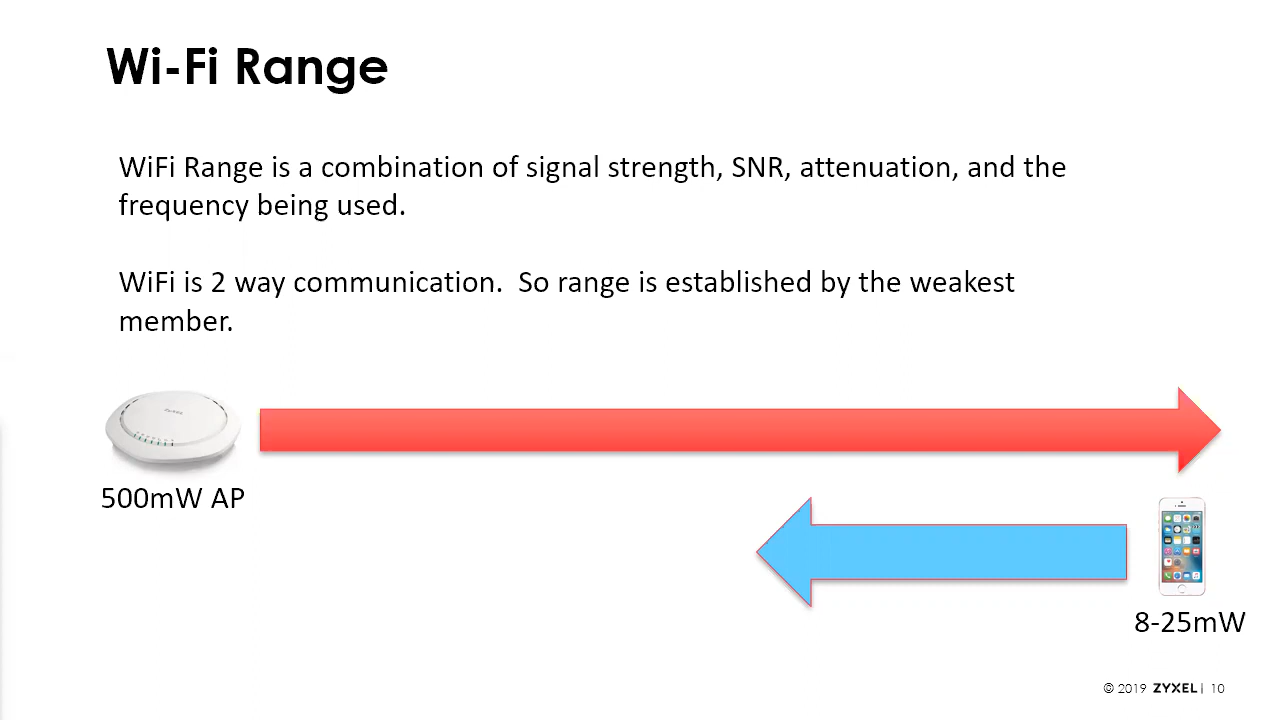 Wi-Fi Range
WiFi Range is a combination of signal strength, SNR, attenuation, and the
frequency being used.
WiFi is 2 way communication.  So range is established by the weakest
member.
ZYXEL
500mW AP
8-25mW
© 2019 ZYXEL | 10